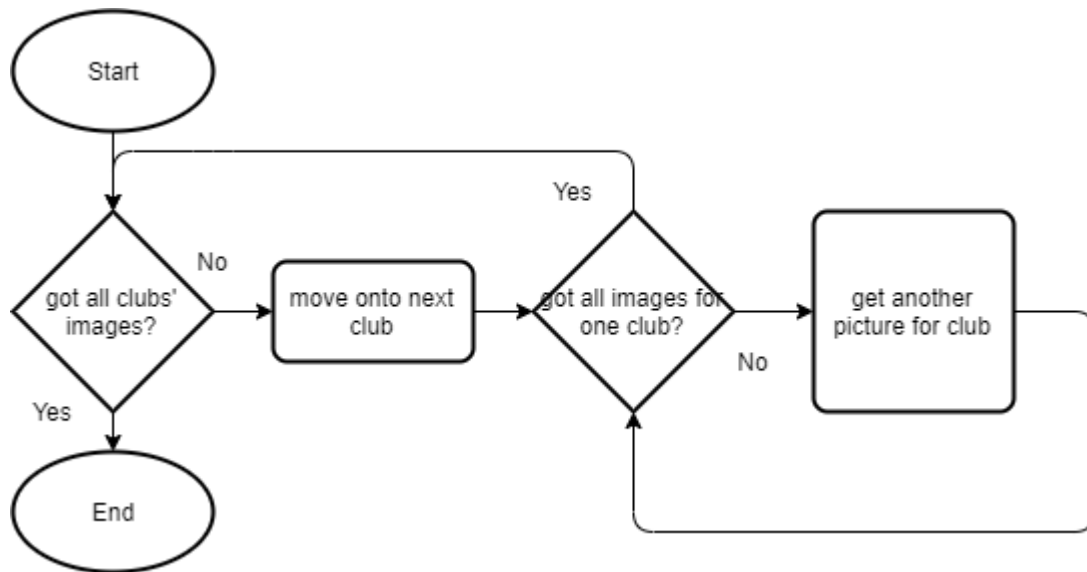 Start
Yes
No
got all clubs'
images?
move onto next
club
got all images for
one club?
get another
picture for club
No
Yes
End